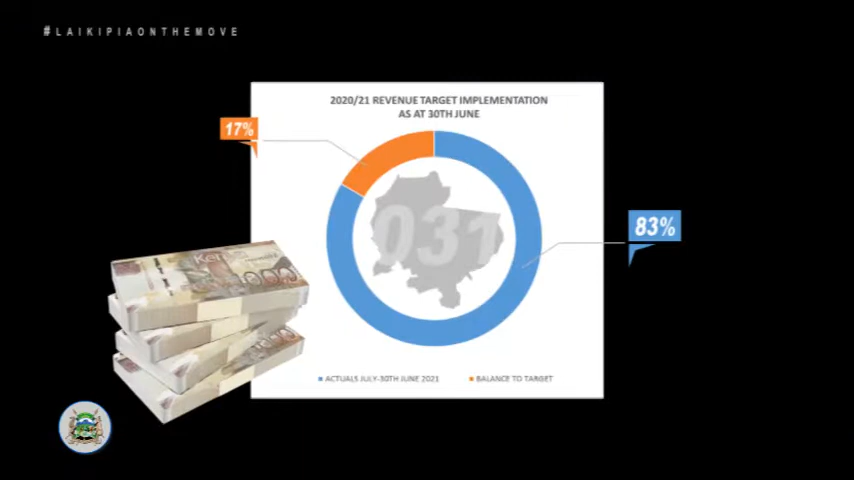 #LAIKIPIAONTHEMOVE
2020/21 REVENUE TARGET IMPLEMENTATION
AS AT 30TH JUNE
17%
031
83%
1000
ACTUALS JULY-30TH JUNE 2021
BALANCE TO TARGET